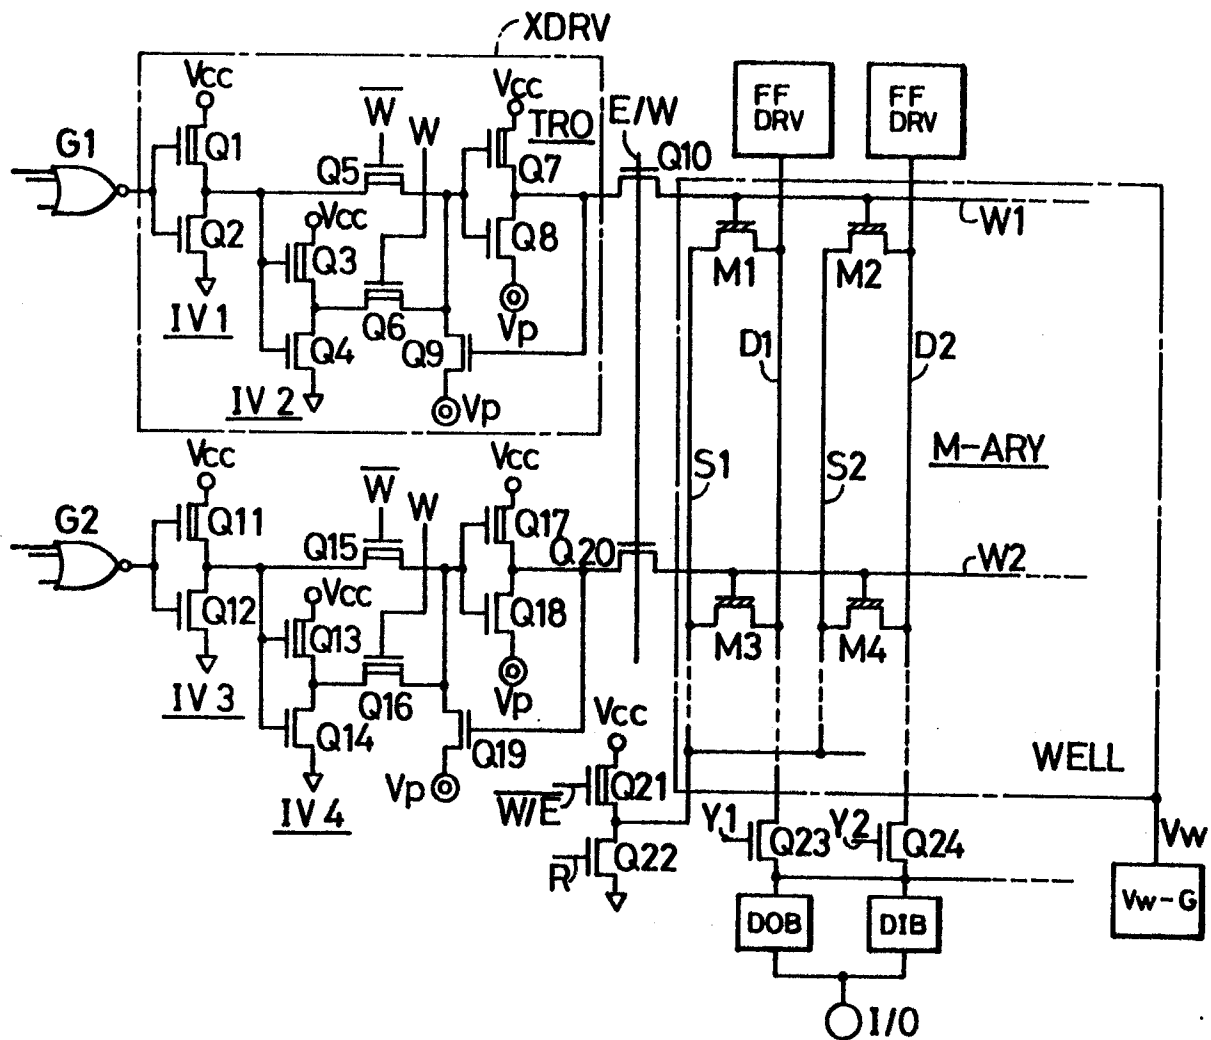 XDRV
Vcc
W
W
Vcc
TRO
E/W
FF
DRV
FF
DRV
G1
Q1
Q5
Q7
Q10
Q2
Vcc
Q3
Q8
W1
M1
M2
IV1
Q6
Vp
Q4
Q9
D1
D2
IV2
Vp
M-ARY
Vcc
W
W
Vcc
S1
S2
G2
Q11
Q15
Q17
Q20
W2
Q12
Vcc
Q13
Q18
M3
M4
IV3
Q16
Vp
Q14
Q19
Vcc
WELL
Vp
W/E
Q21
IV4
Y1
Q23
Y2
Q24
Vw
R
Q22
Vw-G
DOB
DIB
I/O